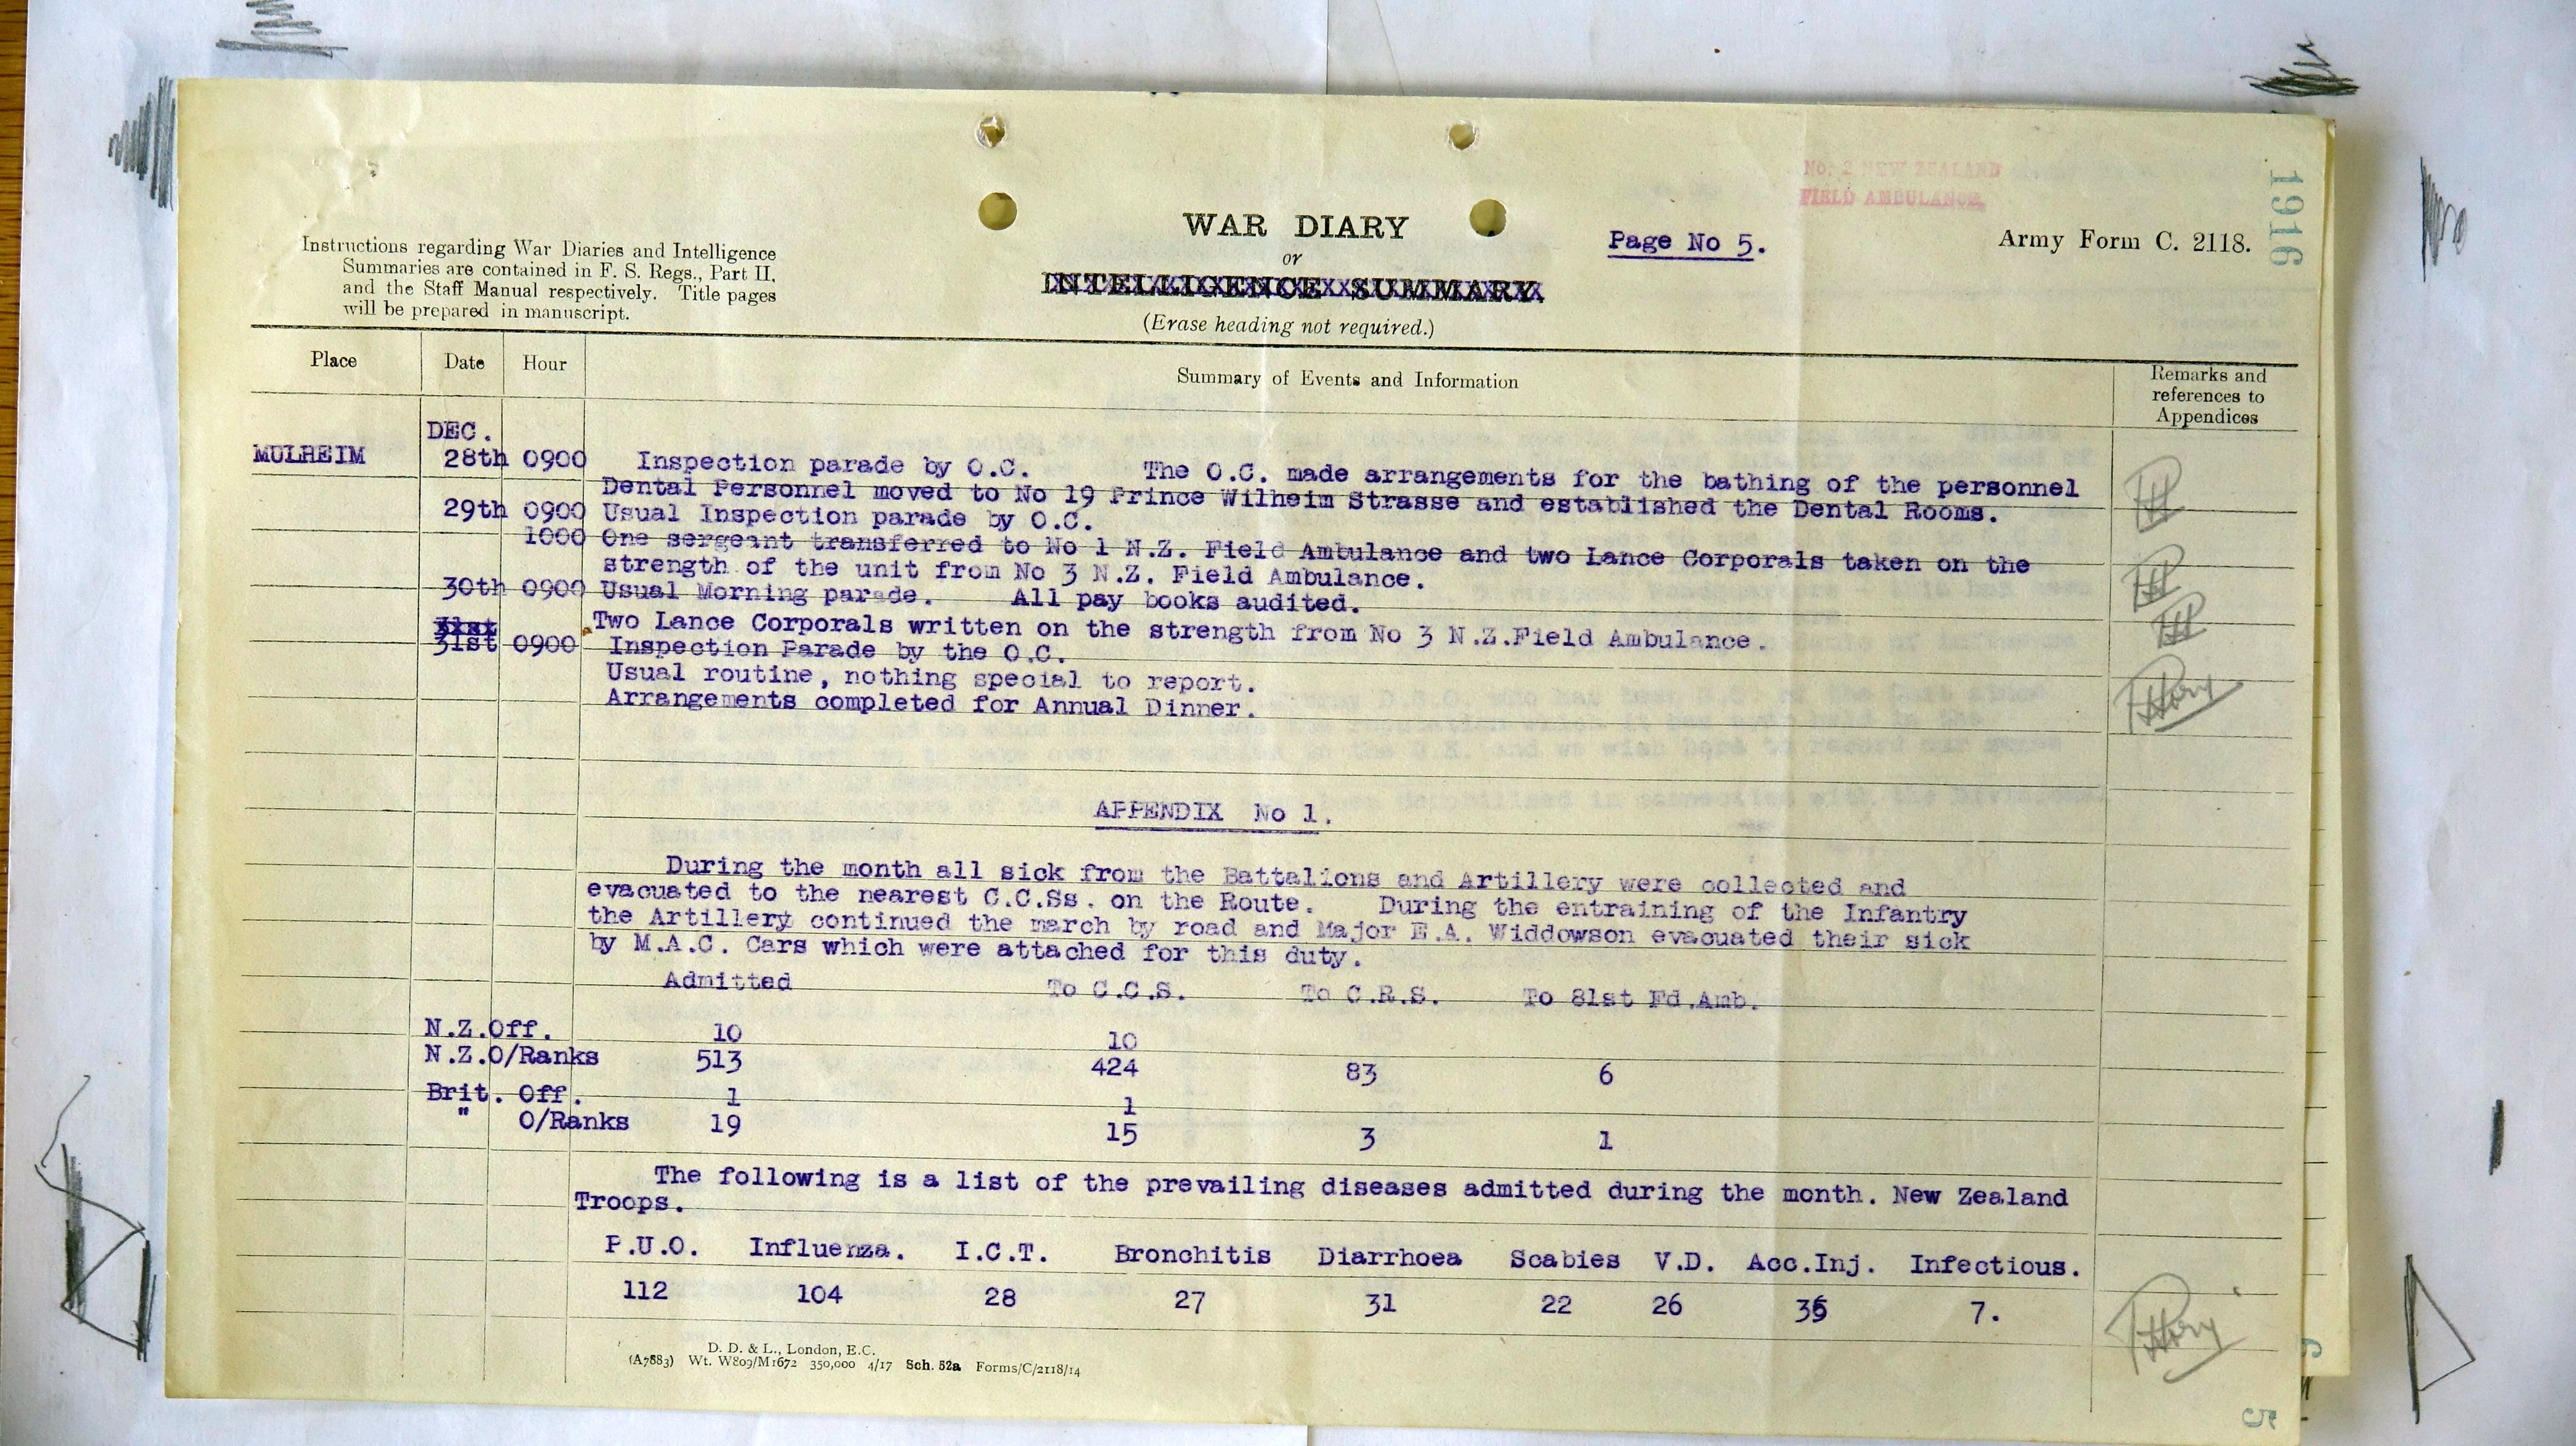 No. 2 NEW ZEALAND
FIELD AMBULANCE.
1916
WAR DIARY
or
INTELLIGENCE SUMMARY.
(Erase heading not required.)
Page No 5.
Army Form C. 2118.
Instructions regarding War Diaries and Intelligence
Summaries are contained in F. S. Regs., Part II.
and the Staff Manual respectively. Title pages
will be prepared in manuscript.
Place Date Hour Summary of Events and Information Remarks and references to Appendices
DEC.
MULHEIM 28th 0900 Inspection parade by O.C. The O.C. made arrangements for the bathing of the personnel
Dental Personnel moved to No 19 Prince Wilheim Strasse and established the Dental Rooms.
29th 0900 Usual Inspection parade by O.C.
1000 One sergeant transferred to No 1 N.Z. Field Ambulance and two Lance Corporals taken on the
strength of the unit from No 3 N.Z. Field Ambulance.
30th 0900 Usual Morning parade. All pay books audited.
31st Two Lance Corporals written on the strength from No 3 N.Z.Field Ambulance.
31st 0900 Inspection Parade by the O.C.
Usual routine, nothing special to report.
Arrangements completed for Annual Dinner.
APPENDIX No 1.
During the month all sick from the Battalions and Artillery were collected and
evacuated to the nearest C.C.Ss. on the Route. During the entraining of the Infantry
the Artillery continued the march by road and Major E.A. Widdowson evacuated their sick
by M.A.C. Cars which were attached for this duty.
Admitted To C.C.S. To C.R.S. To 81st Fd.Amb.
N.Z.Off. 10 10
N.Z.O/Ranks 513 424 83 6
Brit. Off. 1 1
" O/Ranks 19 15 3 1
The following is a list of the prevailing diseases admitted during the month. New Zealand
Troops.
P.U.O. Influenza. I.C.T. Bronchitis Diarrhoea Scabies V.D. Acc.Inj. Infectious.
112 104 28 27 31 22 26 35 7.
D. D. & L., London, E.C.
(A7883) Wt. W809/M1672 350,000 4/17 Sch. 52a Forms/C/2118/14
5